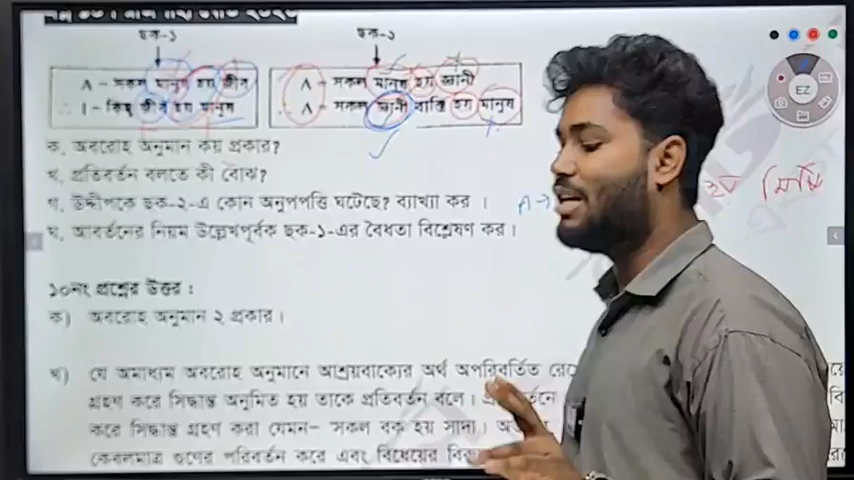 ছক-১ ছক-২
A – সকল মানুষ হয় জীব
∴ I – কিছু জীব হয় মানুষ
A – সকল মানুষ হয় জ্ঞানী
∴ A – সকল জ্ঞানী ব্যক্তি হয় মানুষ
ক. অবরোহ অনুমান কয় প্রকার?
খ. প্রতিবর্তন বলতে কী বোঝ?
গ. উদ্দীপকে ছক-২-এ কোন অনুপপত্তি ঘটেছে? ব্যাখ্যা কর ।
ঘ. আবর্তনের নিয়ম উল্লেখপূর্বক ছক-১-এর বৈধতা বিশ্লেষণ কর।
A →
EZ
১০নং প্রশ্নের উত্তর :
ক) অবরোহ অনুমান ২ প্রকার।
খ) যে অমাধ্যম অবরোহ অনুমানে আশ্রয়বাক্যের অর্থ অপরিবর্তিত
গ্রহণ করে সিদ্ধান্ত অনুমিত হয় তাকে প্রতিবর্তন বলে।
করে সিদ্ধান্ত গ্রহণ করা যেমন– সকল বক হয় সাদা।
কেবলমাত্র গুণের পরিবর্তন করে এবং বিধেয়ের